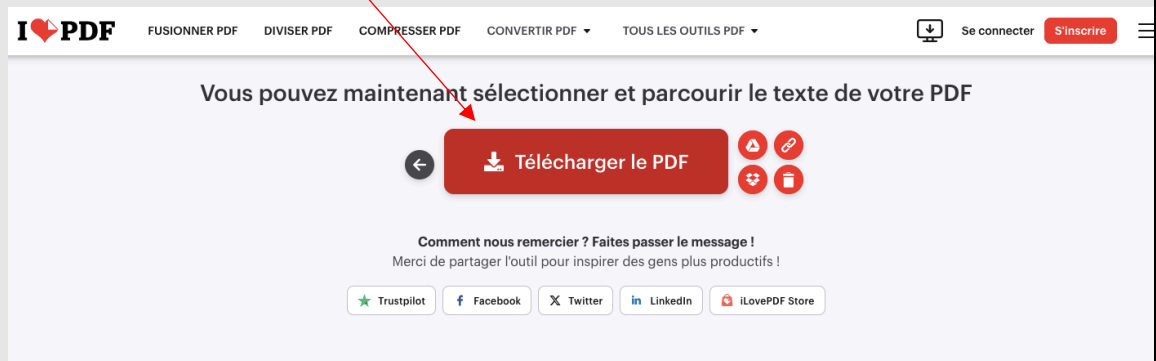 I PDF FUSIONNER PDF DIVISER PDF COMPRESSER PDF CONVERTIR PDF TOUS LES OUTILS PDF Se connecter S'inscrire
Vous pouvez maintenant sélectionner et parcourir le texte de votre PDF
Télécharger le PDF
Comment nous remercier ? Faites passer le message !
Merci de partager l'outil pour inspirer des gens plus productifs !
Trustpilot Facebook Twitter LinkedIn iLovePDF Store